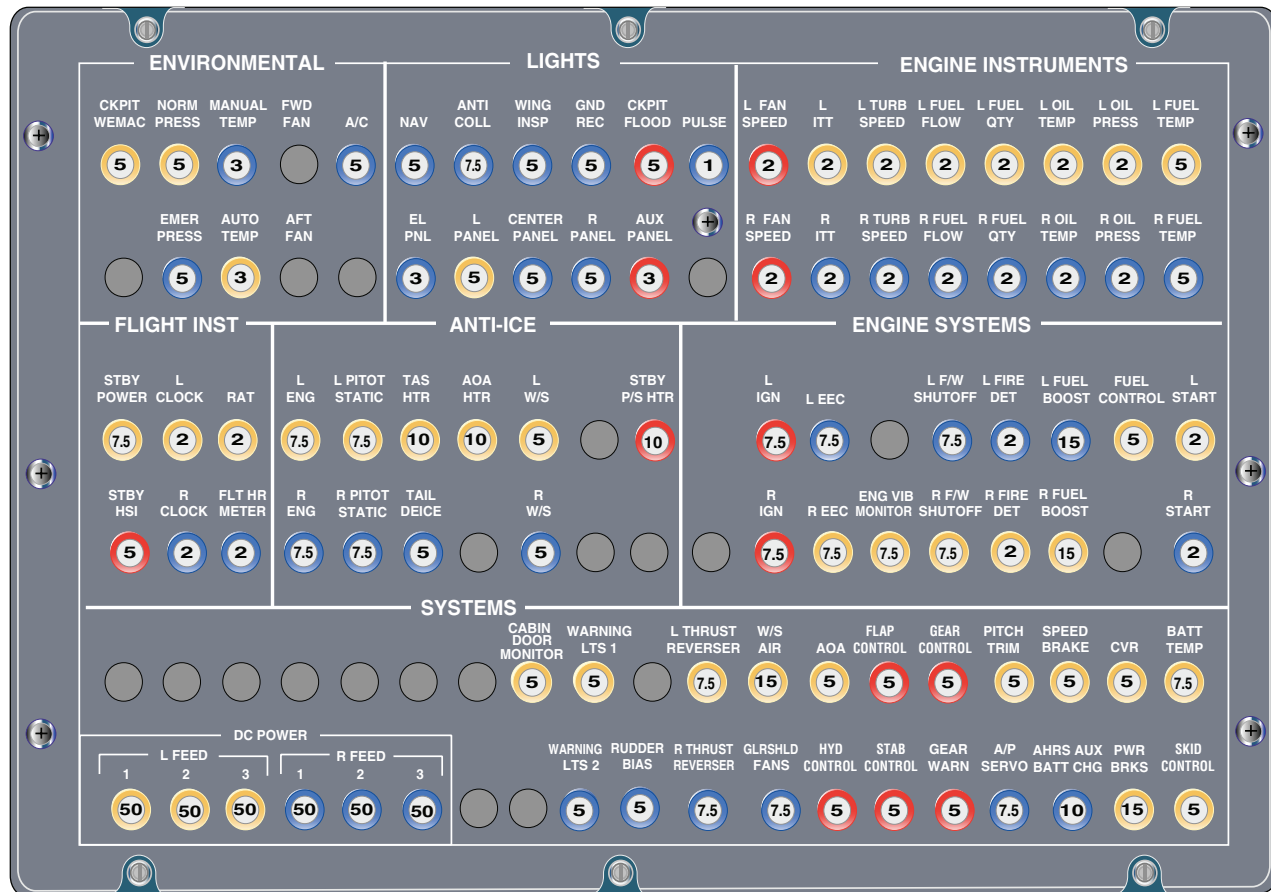 ENVIRONMENTAL
CKPIT WEMAC
NORM PRESS
MANUAL TEMP
FWD FAN
A/C
5
5
3
5
EMER PRESS
AUTO TEMP
AFT FAN
5
3
LIGHTS
NAV
ANTI COLL
WING INSP
GND REC
CKPIT FLOOD
PULSE
5
7.5
5
5
5
1
EL PNL
L PANEL
CENTER PANEL
R PANEL
AUX PANEL
3
5
5
5
3
ENGINE INSTRUMENTS
L FAN SPEED
L ITT
L TURB SPEED
L FUEL FLOW
L FUEL QTY
L OIL TEMP
L OIL PRESS
L FUEL TEMP
2
2
2
2
2
2
2
5
R FAN SPEED
R ITT
R TURB SPEED
R FUEL FLOW
R FUEL QTY
R OIL TEMP
R OIL PRESS
R FUEL TEMP
2
2
2
2
2
2
2
5
FLIGHT INST
STBY POWER
L CLOCK
RAT
7.5
2
2
STBY HSI
R CLOCK
FLT HR METER
5
2
2
ANTI-ICE
L ENG
L PITOT STATIC
TAS HTR
AOA HTR
L W/S
STBY P/S HTR
7.5
7.5
10
10
5
10
R ENG
R PITOT STATIC
TAIL DEICE
R W/S
7.5
7.5
5
5
ENGINE SYSTEMS
L IGN
L EEC
L F/W SHUTOFF
L FIRE DET
L FUEL BOOST
FUEL CONTROL
L START
7.5
7.5
7.5
2
15
5
2
R IGN
R EEC
ENG VIB MONITOR
R F/W SHUTOFF
R FIRE DET
R FUEL BOOST
R START
7.5
7.5
7.5
7.5
2
15
2
SYSTEMS
CABIN DOOR MONITOR
WARNING LTS 1
L THRUST REVERSER
W/S AIR
AOA
FLAP CONTROL
GEAR CONTROL
PITCH TRIM
SPEED BRAKE
CVR
BATT TEMP
5
5
7.5
15
5
5
5
5
5
5
7.5
DC POWER
L FEED
R FEED
1
2
3
1
2
3
50
50
50
50
50
50
WARNING LTS 2
RUDDER BIAS
R THRUST REVERSER
GLRSHLD FANS
HYD CONTROL
STAB CONTROL
GEAR WARN
A/P SERVO
AHRS AUX BATT CHG
PWR BRKS
SKID CONTROL
5
5
7.5
7.5
5
5
5
7.5
10
15
5